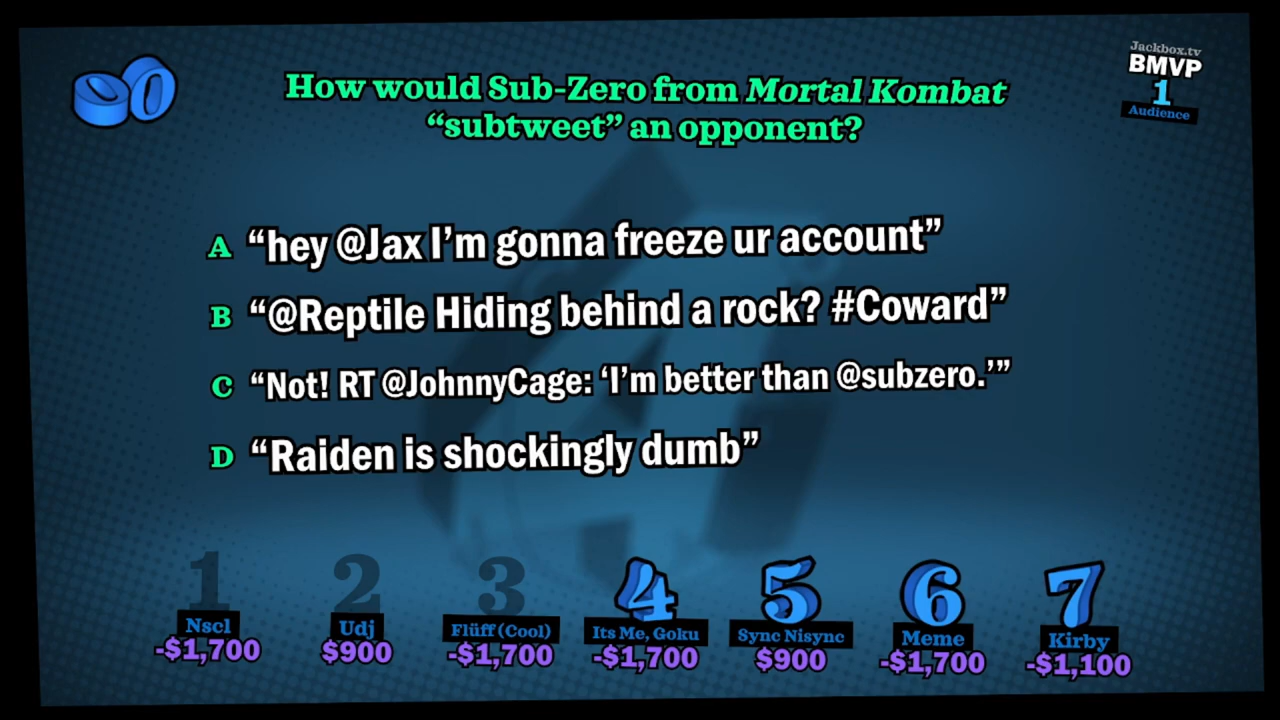 00
Jackbox.tv
BMVP
1
Audience
How would Sub-Zero from Mortal Kombat
“subtweet” an opponent?
A “hey @Jax I’m gonna freeze ur account”
B “@Reptile Hiding behind a rock? #Coward”
C “Not! RT @JohnnyCage: ‘I’m better than @subzero.’”
D “Raiden is shockingly dumb”
1 2 3 4 5 6 7
Nscl Udj Flüff (Cool) Its Me, Goku Sync Nisync Meme Kirby
-$1,700 $900 -$1,700 -$1,700 $900 -$1,700 -$1,100